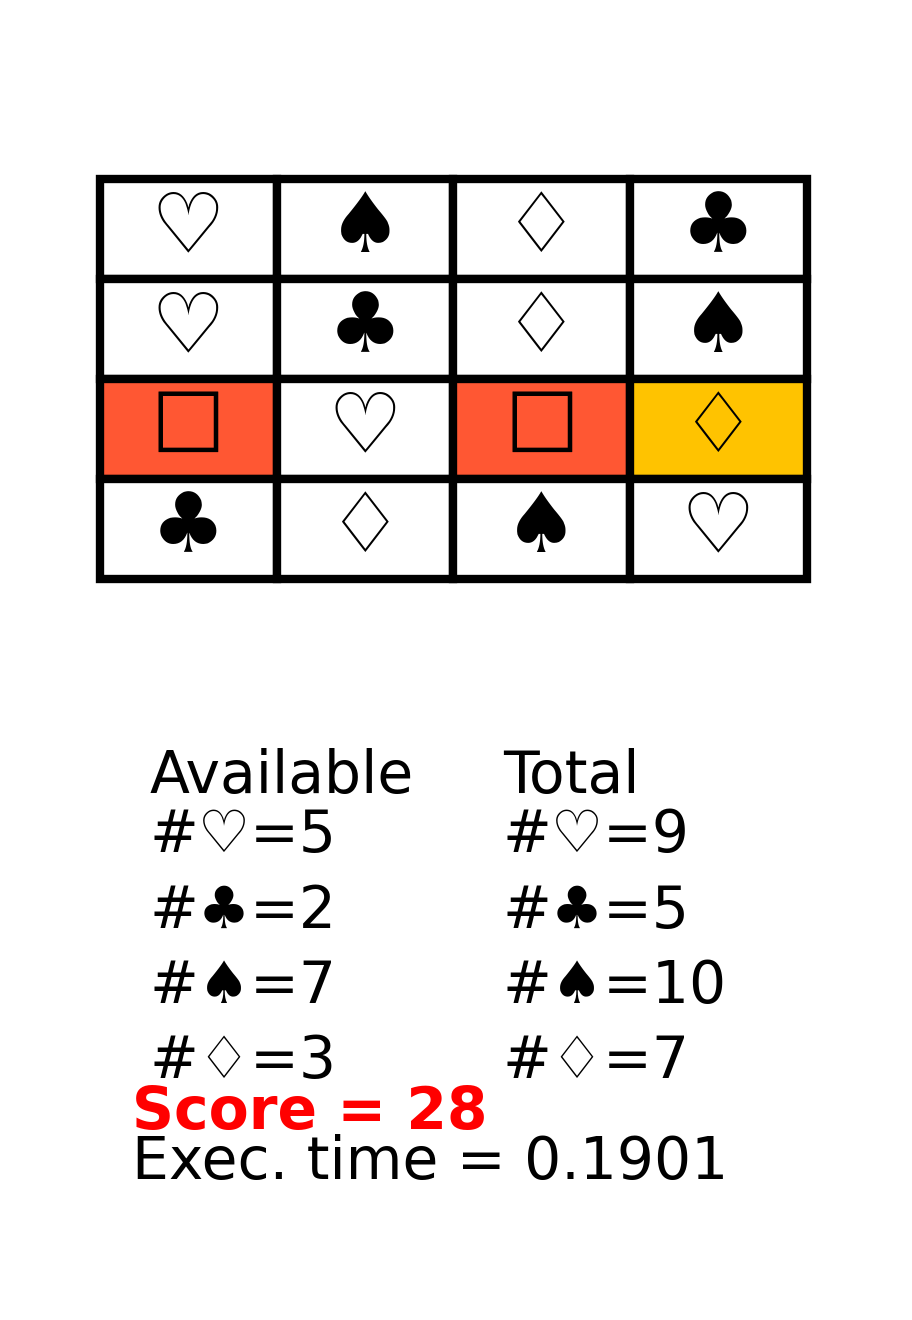 ♡ ♠ ♢ ♣
♡ ♣ ♢ ♠
□ ♡ □ ♢
♣ ♢ ♠ ♡
Available Total
#♡=5 #♡=9
#♣=2 #♣=5
#♠=7 #♠=10
#♢=3 #♢=7
Score = 28
Exec. time = 0.1901